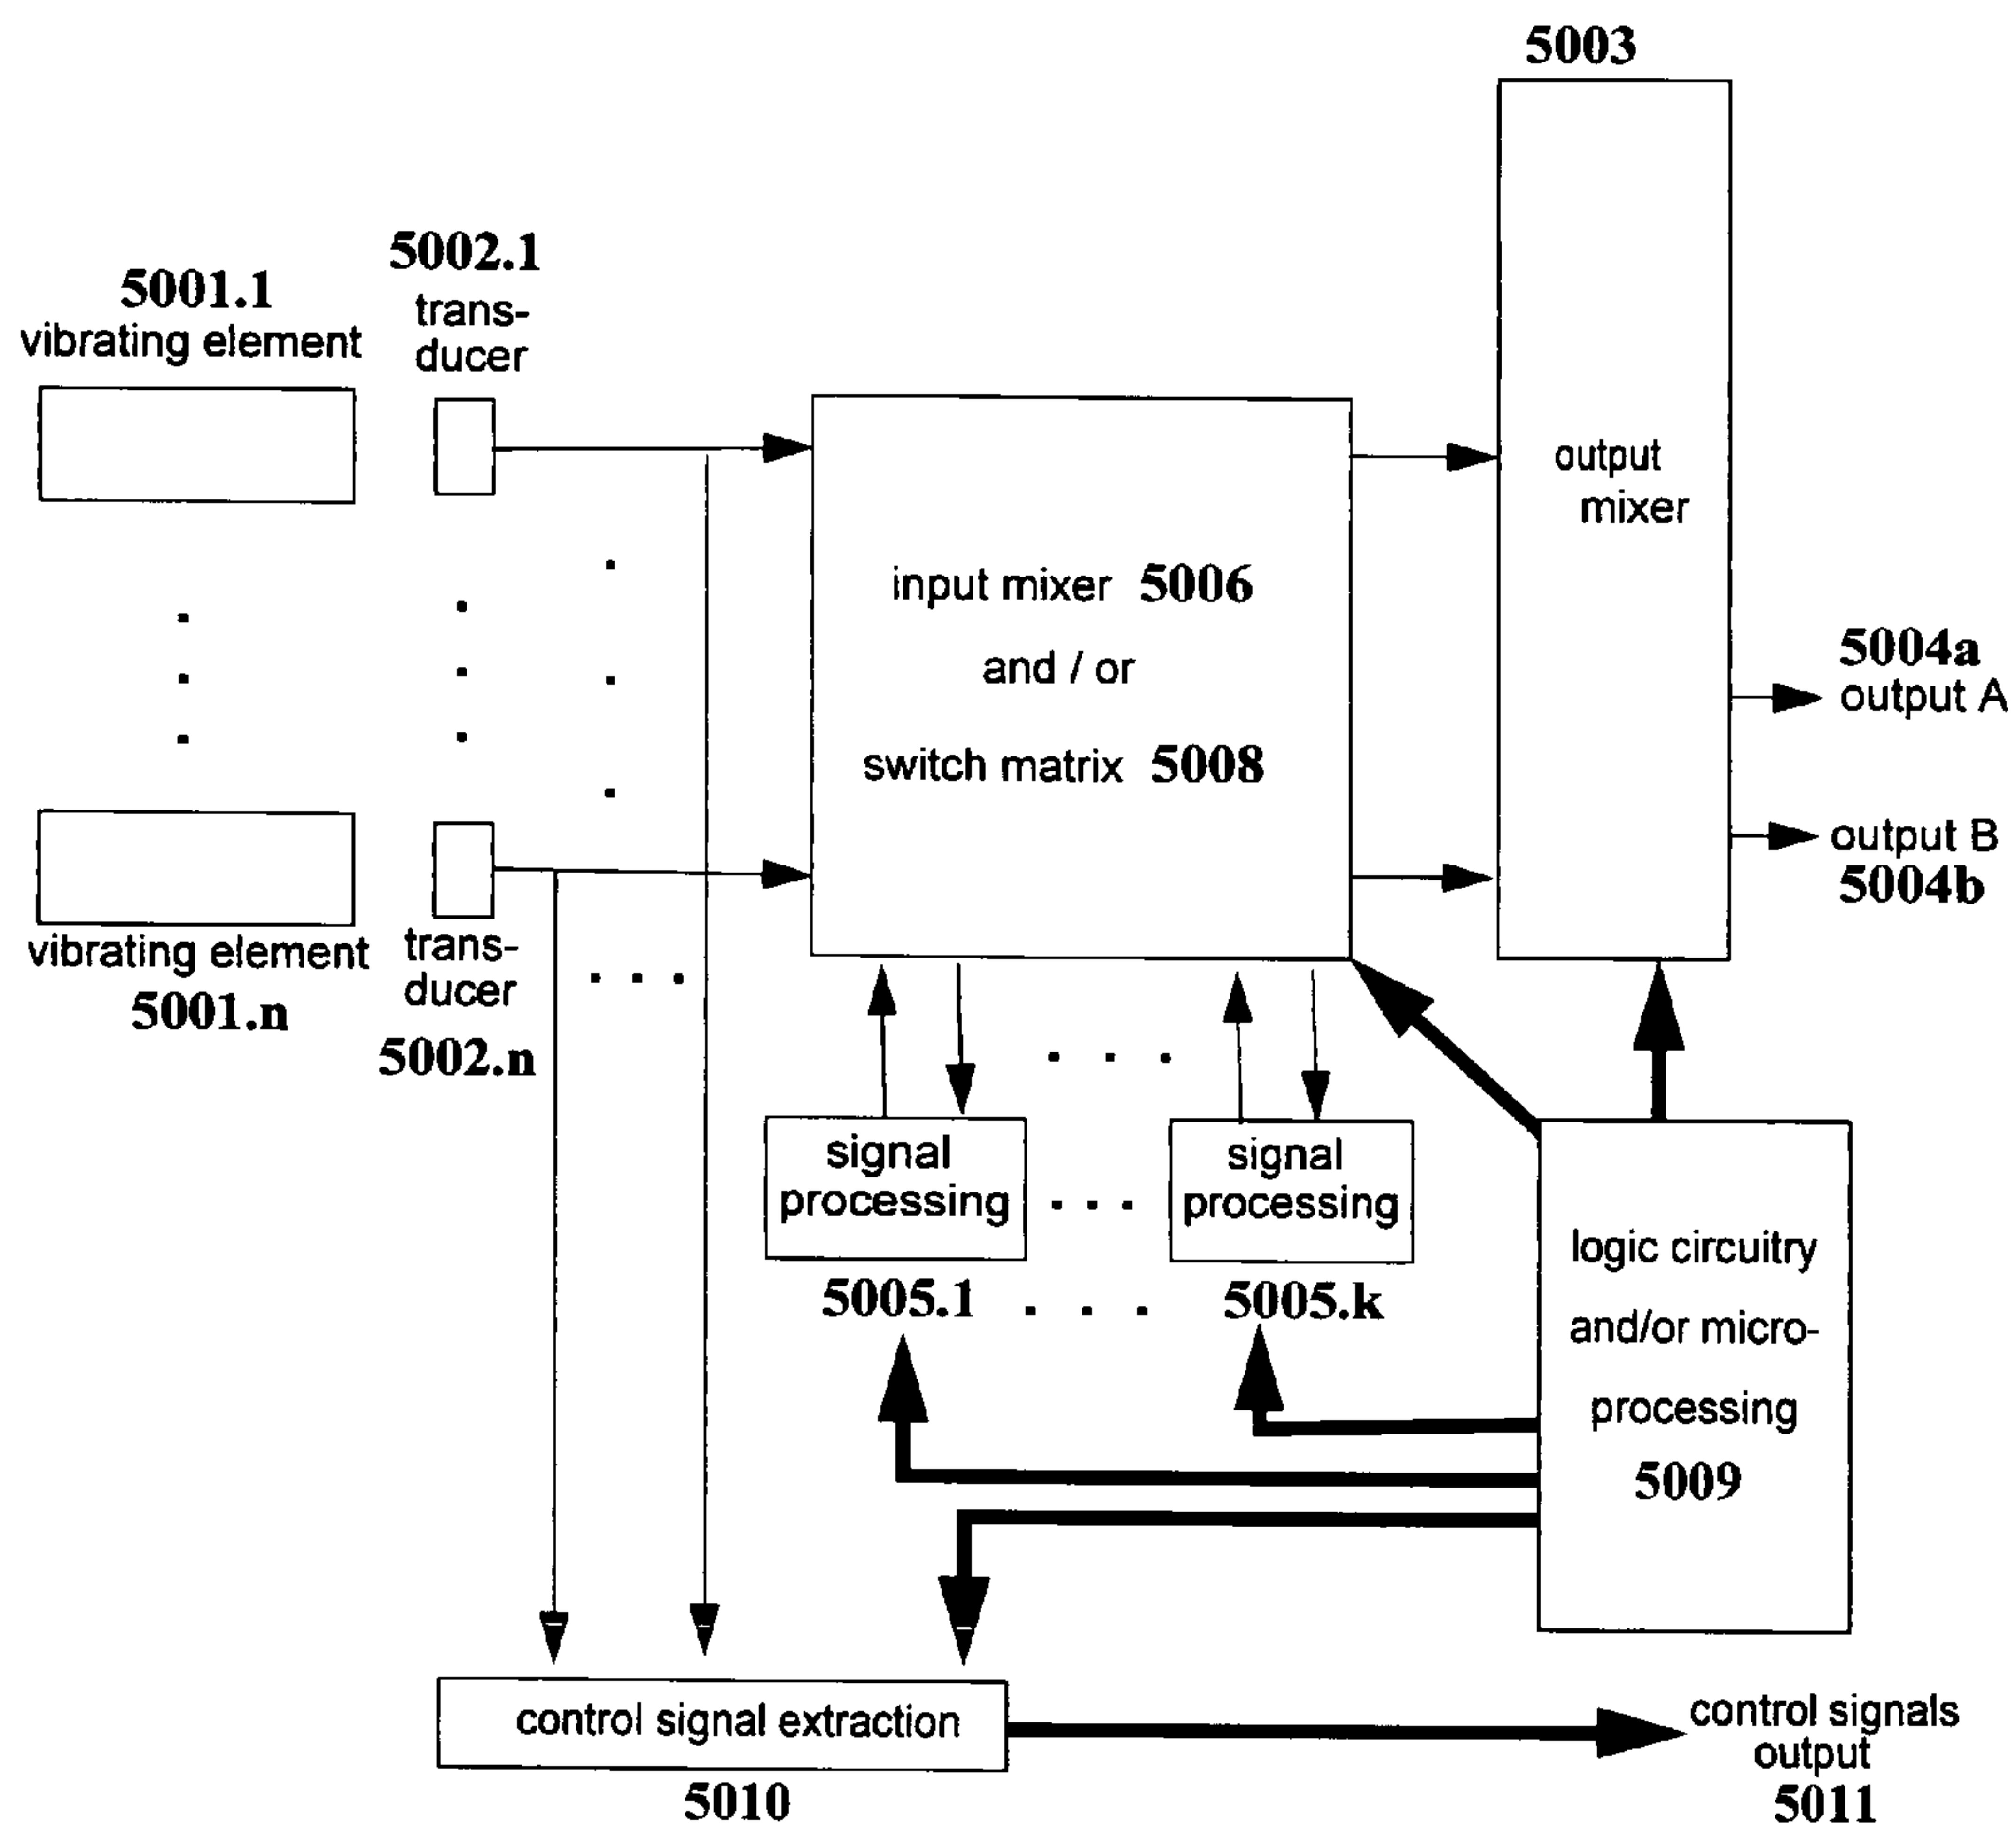 5003
5002.1
trans-
ducer
5001.1
vibrating element
output
mixer
input mixer 5006
and / or
switch matrix 5008
5004a
output A
output B
5004b
vibrating element
5001.n
trans-
ducer
5002.n
signal
processing
signal
processing
5005.1
5005.k
logic circuitry
and/or micro-
processing
5009
control signal extraction
5010
control signals
output
5011